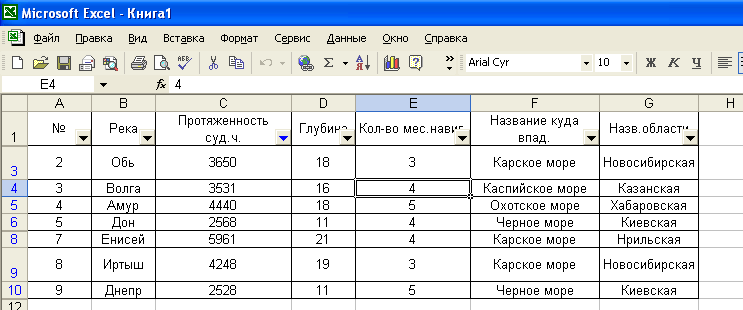 Microsoft Excel - Книга1
Файл Правка Вид Вставка Формат Сервис Данные Окно Справка
Arial Cyr 10 Ж К Ч
E4 fx 4
A B C D E F G H
1 № Река Протяженность суд.ч. Глубина Кол-во мес.навиг Название куда впад. Назв.области
3 2 Обь 3650 18 3 Карское море Новосибирская
4 3 Волга 3531 16 4 Каспийское море Казанская
5 4 Амур 4440 18 5 Охотское море Хабаровская
6 5 Дон 2568 11 4 Черное море Киевская
8 7 Енисей 5961 21 4 Карское море Нрильская
9 8 Иртыш 4248 19 3 Карское море Новосибирская
10 9 Днепр 2528 11 5 Черное море Киевская
12